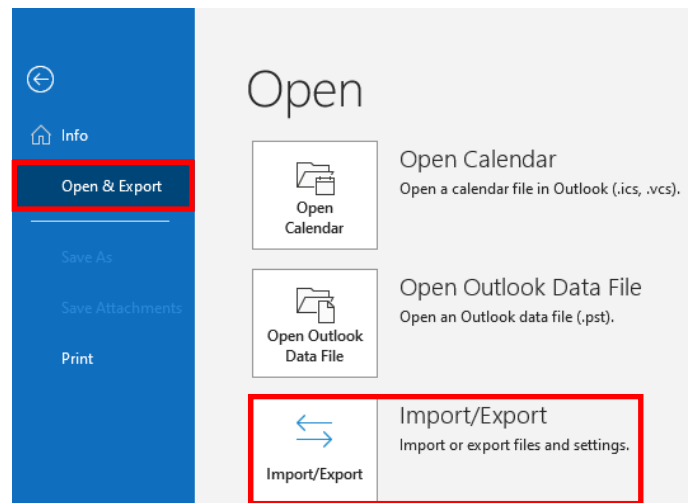 Info
Open & Export
Save As
Save Attachments
Print
Open
Open
Calendar
Open Calendar
Open a calendar file in Outlook (.ics, .vcs).
Open Outlook
Data File
Open Outlook Data File
Open an Outlook data file (.pst).
Import/Export
Import/Export
Import or export files and settings.